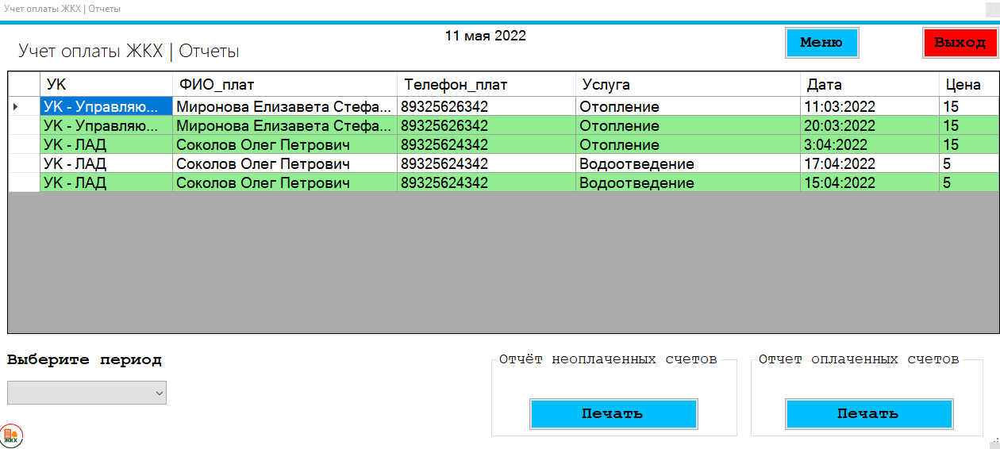 Учет оплаты ЖКХ | Отчеты
11 мая 2022
Меню
Выход
Учет оплаты ЖКХ | Отчеты
УК ФИО_плат Телефон_плат Услуга Дата Цена
УК - Управляю... Миронова Елизавета Стефа... 89325626342 Отопление 11:03:2022 15
УК - Управляю... Миронова Елизавета Стефа... 89325626342 Отопление 20:03:2022 15
УК - ЛАД Соколов Олег Петрович 89325624342 Отопление 3:04:2022 15
УК - ЛАД Соколов Олег Петрович 89325624342 Водоотведение 17:04:2022 5
УК - ЛАД Соколов Олег Петрович 89325624342 Водоотведение 15:04:2022 5
Выберите период
Отчёт неоплаченных счетов
Отчет оплаченных счетов
Печать
Печать
ЖКХ